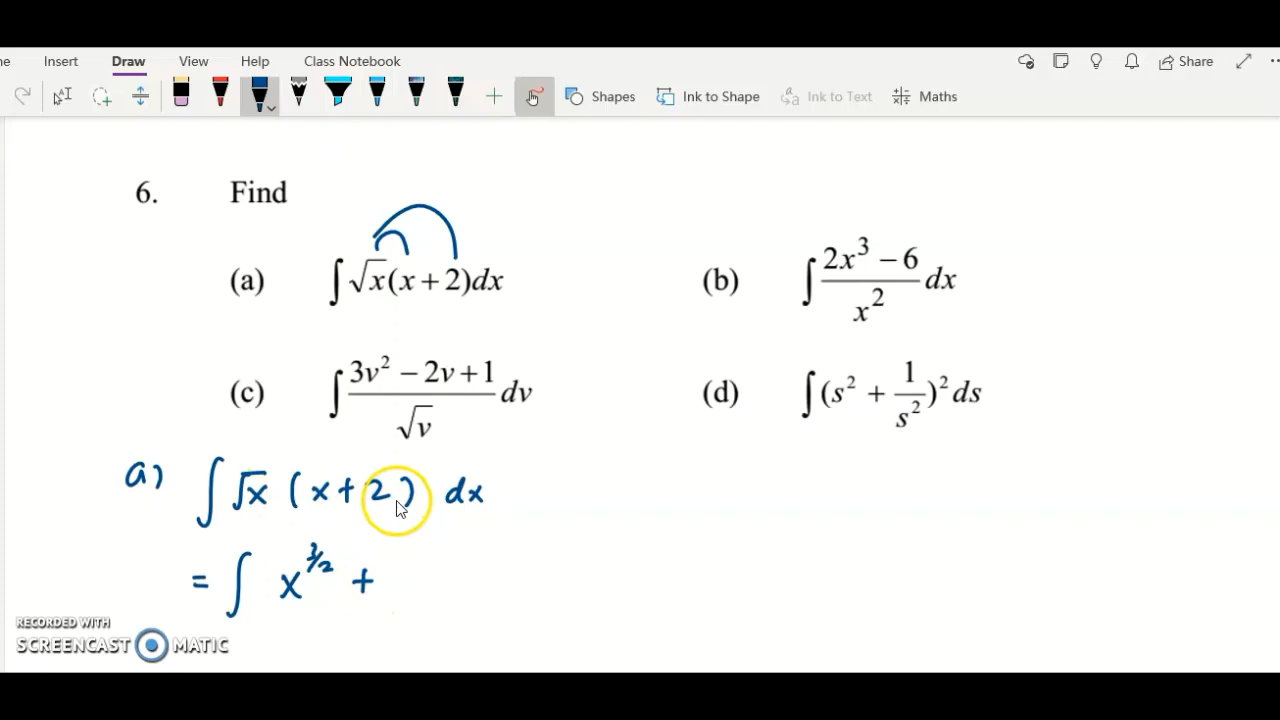 e Insert Draw View Help Class Notebook Share
Shapes Ink to Shape Ink to Text Maths
6. Find
(a) ∫√x(x + 2)dx (b) ∫ (2x³ − 6)/x² dx
(c) ∫ (3v² − 2v + 1)/√v dv (d) ∫(s² + 1/s²)² ds
a) ∫ √x (x + 2) dx
= ∫ x^(3/2) +
RECORDED WITH
SCREENCAST MATIC